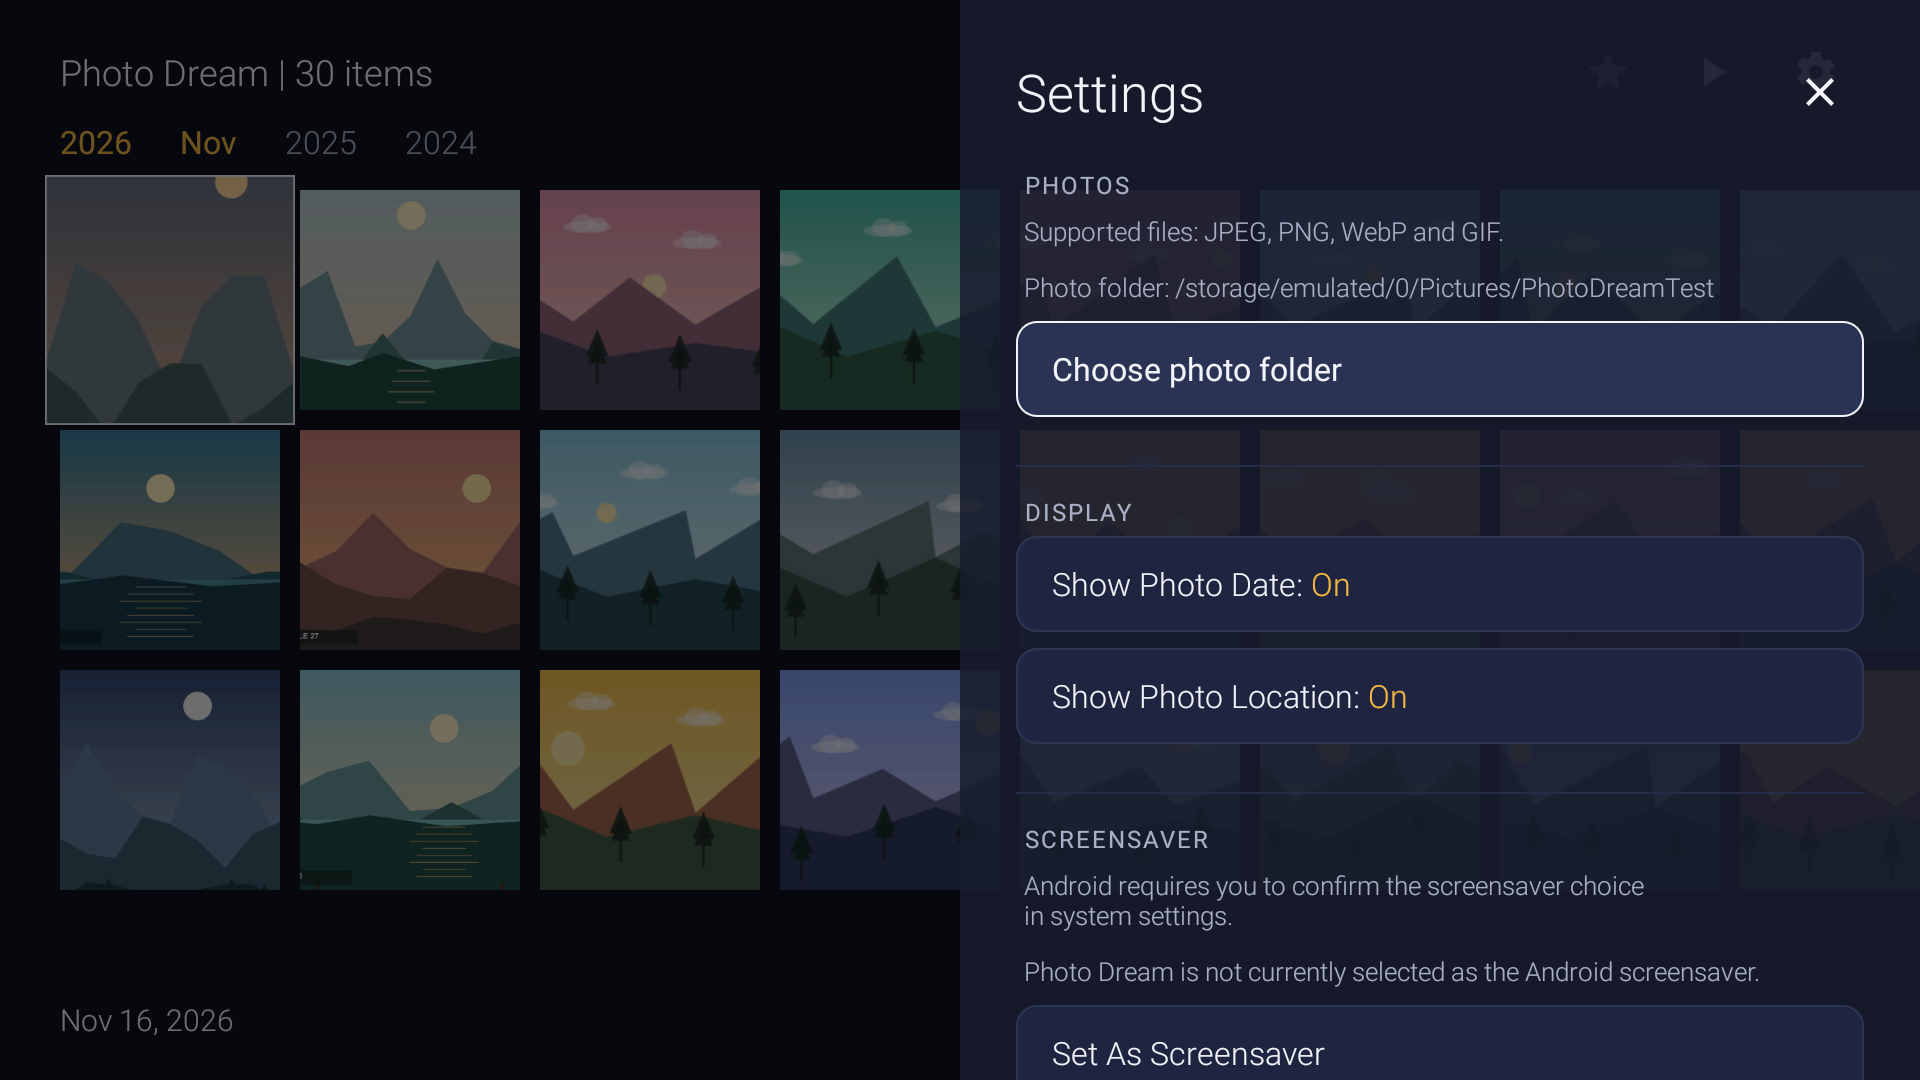 Photo Dream | 30 items
2026 Nov 2025 2024
LE 27
Nov 16, 2026
Settings
PHOTOS
Supported files: JPEG, PNG, WebP and GIF.
Photo folder: /storage/emulated/0/Pictures/PhotoDreamTest
Choose photo folder
DISPLAY
Show Photo Date: On
Show Photo Location: On
SCREENSAVER
Android requires you to confirm the screensaver choice
in system settings.
Photo Dream is not currently selected as the Android screensaver.
Set As Screensaver